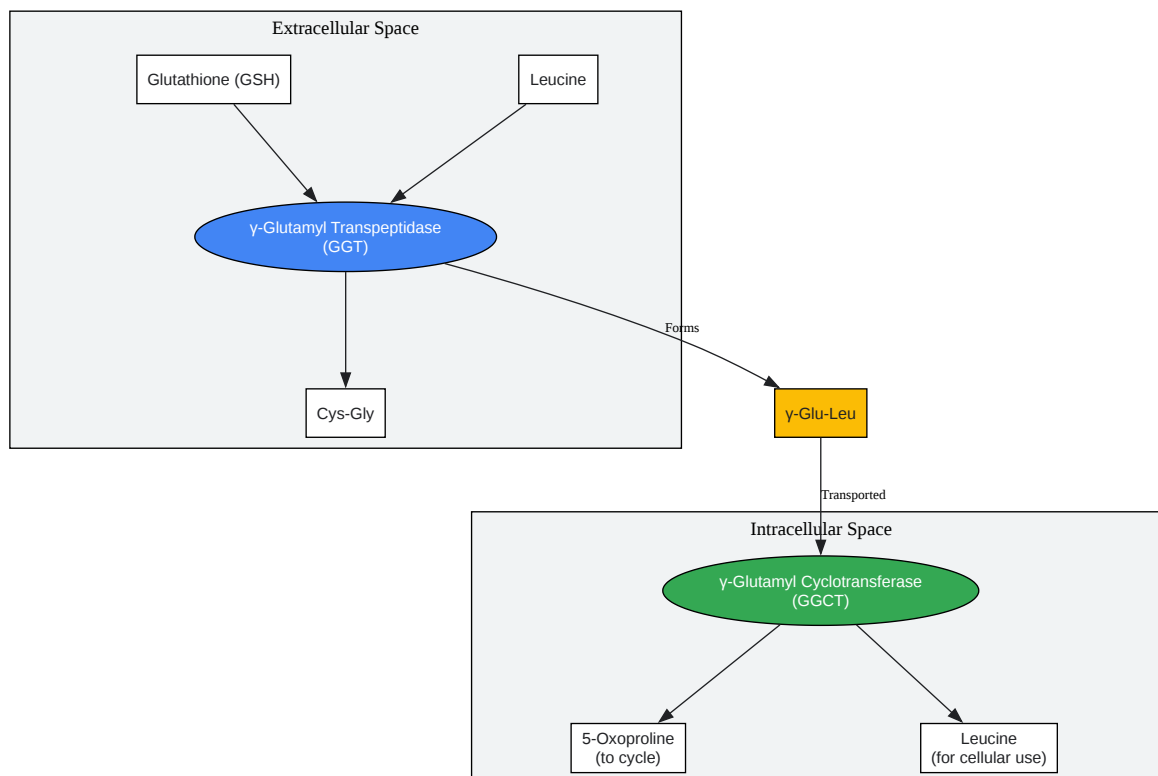 Extracellular Space
Glutathione (GSH)
Leucine
γ-Glutamyl Transpeptidase
(GGT)
Forms
Cys-Gly
γ-Glu-Leu
Transported
Intracellular Space
γ-Glutamyl Cyclotransferase
(GGCT)
5-Oxoproline
(to cycle)
Leucine
(for cellular use)